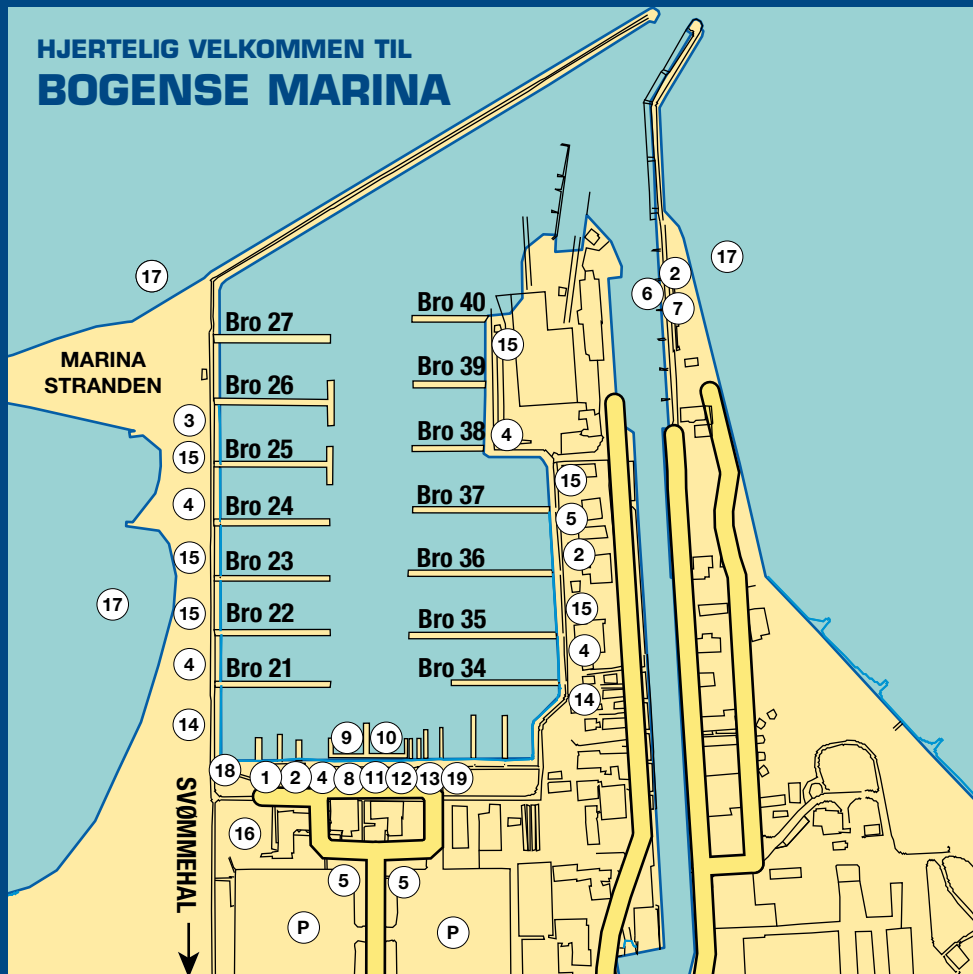 HJERTELIG VELKOMMEN TIL
BOGENSE MARINA
17
2
17
6
7
Bro 27
Bro 40
15
MARINA
STRANDEN
Bro 26
Bro 39
3
Bro 25
Bro 38
4
15
15
Bro 24
Bro 37
4
5
Bro 23
Bro 36
15
2
17
Bro 22
Bro 35
15
15
4
Bro 21
Bro 34
4
14
14
9
10
18
1
2
4
8
11
12
13
19
SVØMMEHAL
16
5
5
P
P